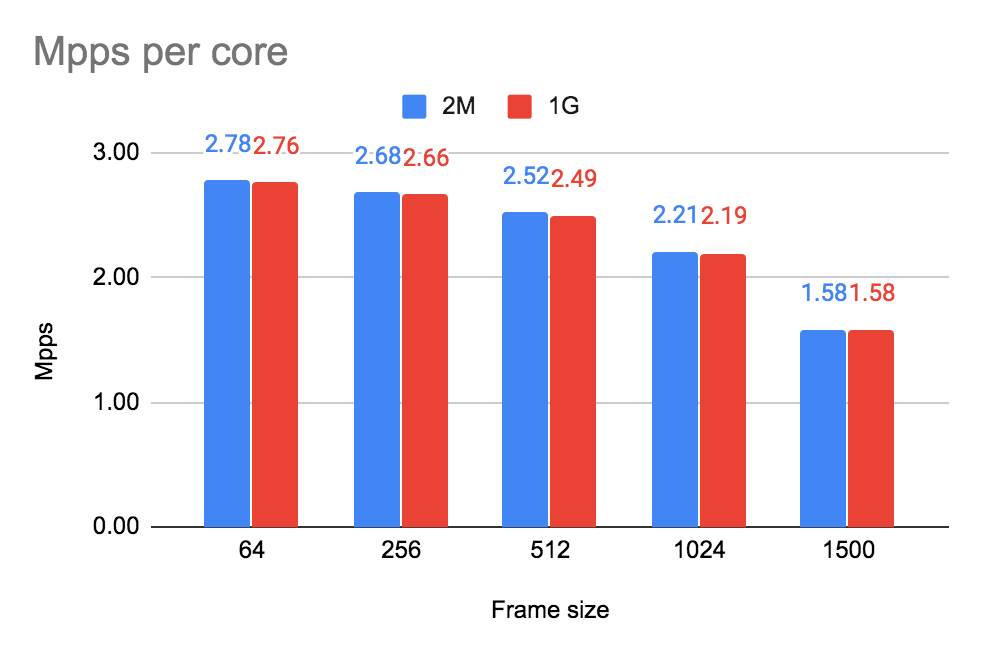 Mpps per core
2M 1G
2.78 2.76 2.68 2.66 2.52 2.49 2.21 2.19 1.58 1.58
3.00
2.00
1.00
0.00
Mpps
64 256 512 1024 1500
Frame size